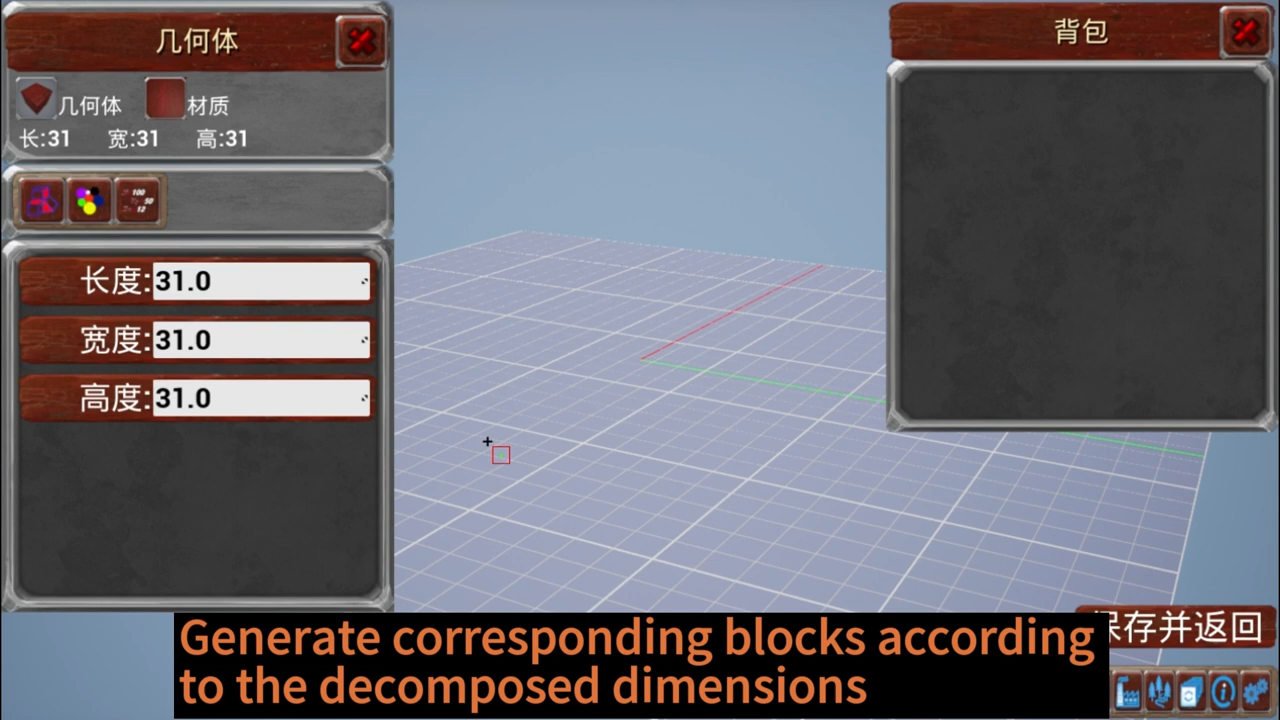 几何体
背包
几何体 材质
长:31 宽:31 高:31
长度:31.0
宽度:31.0
高度:31.0
保存并返回
Generate corresponding blocks according
to the decomposed dimensions